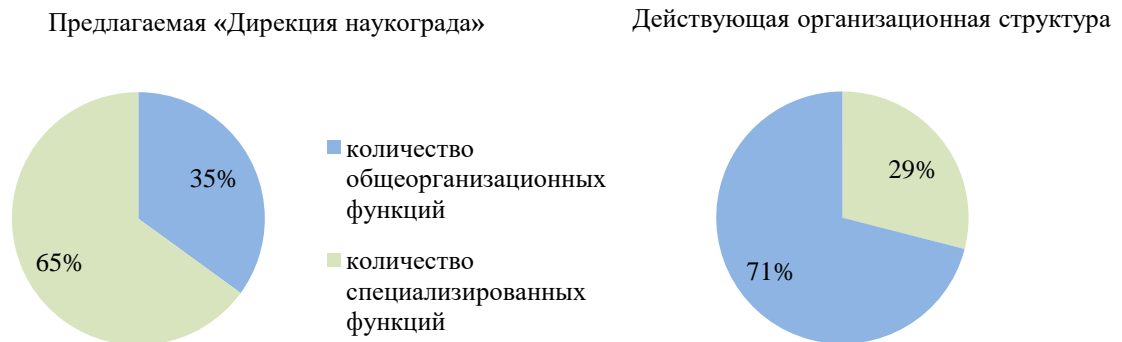 Предлагаемая «Дирекция наукограда»
Действующая организационная структура
35%
65%
количество
общеорганизационных
функций
количество
специализированных
функций
29%
71%